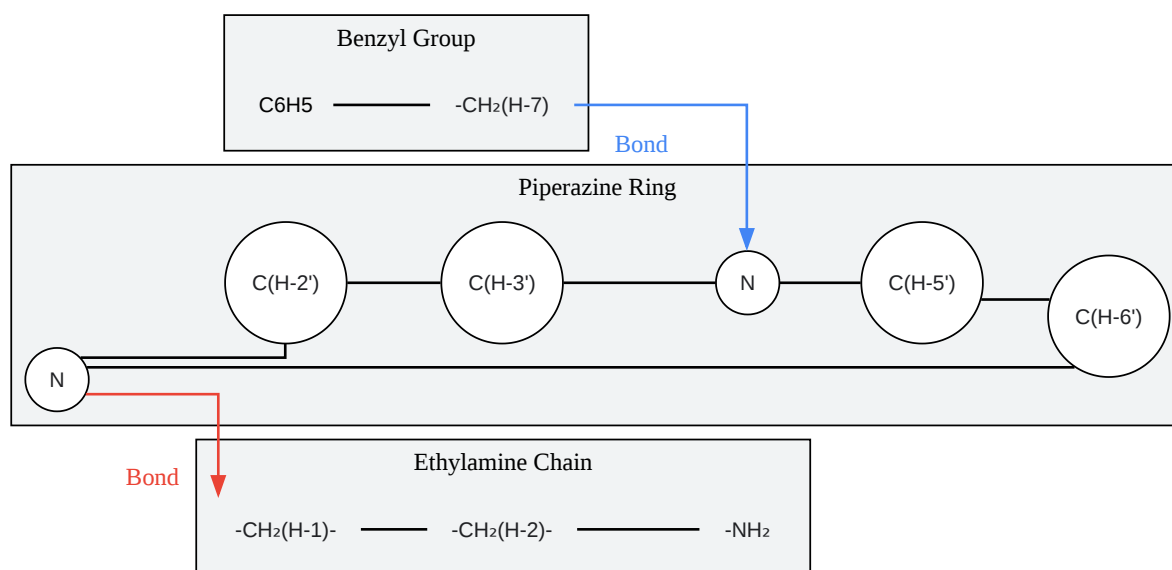 Benzyl Group
C6H5
-CH₂(H-7)
Bond
Piperazine Ring
C(H-2')
C(H-3')
N
C(H-5')
C(H-6')
N
Ethylamine Chain
Bond
-CH₂(H-1)-
-CH₂(H-2)-
-NH₂